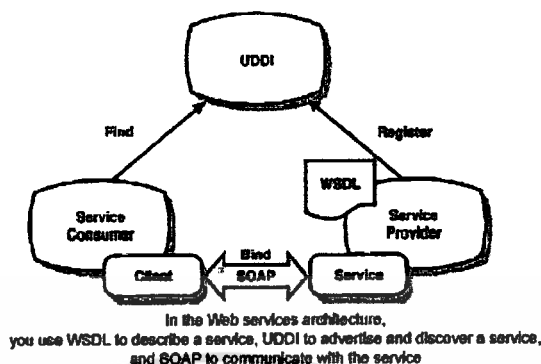 UDDI
Find
Register
WSDL
Service
Consumer
Service
Provider
Client
Bind
SOAP
Service
In the Web services architecture,
you use WSDL to describe a service, UDDI to advertise and discover a service,
and SOAP to communicate with the service